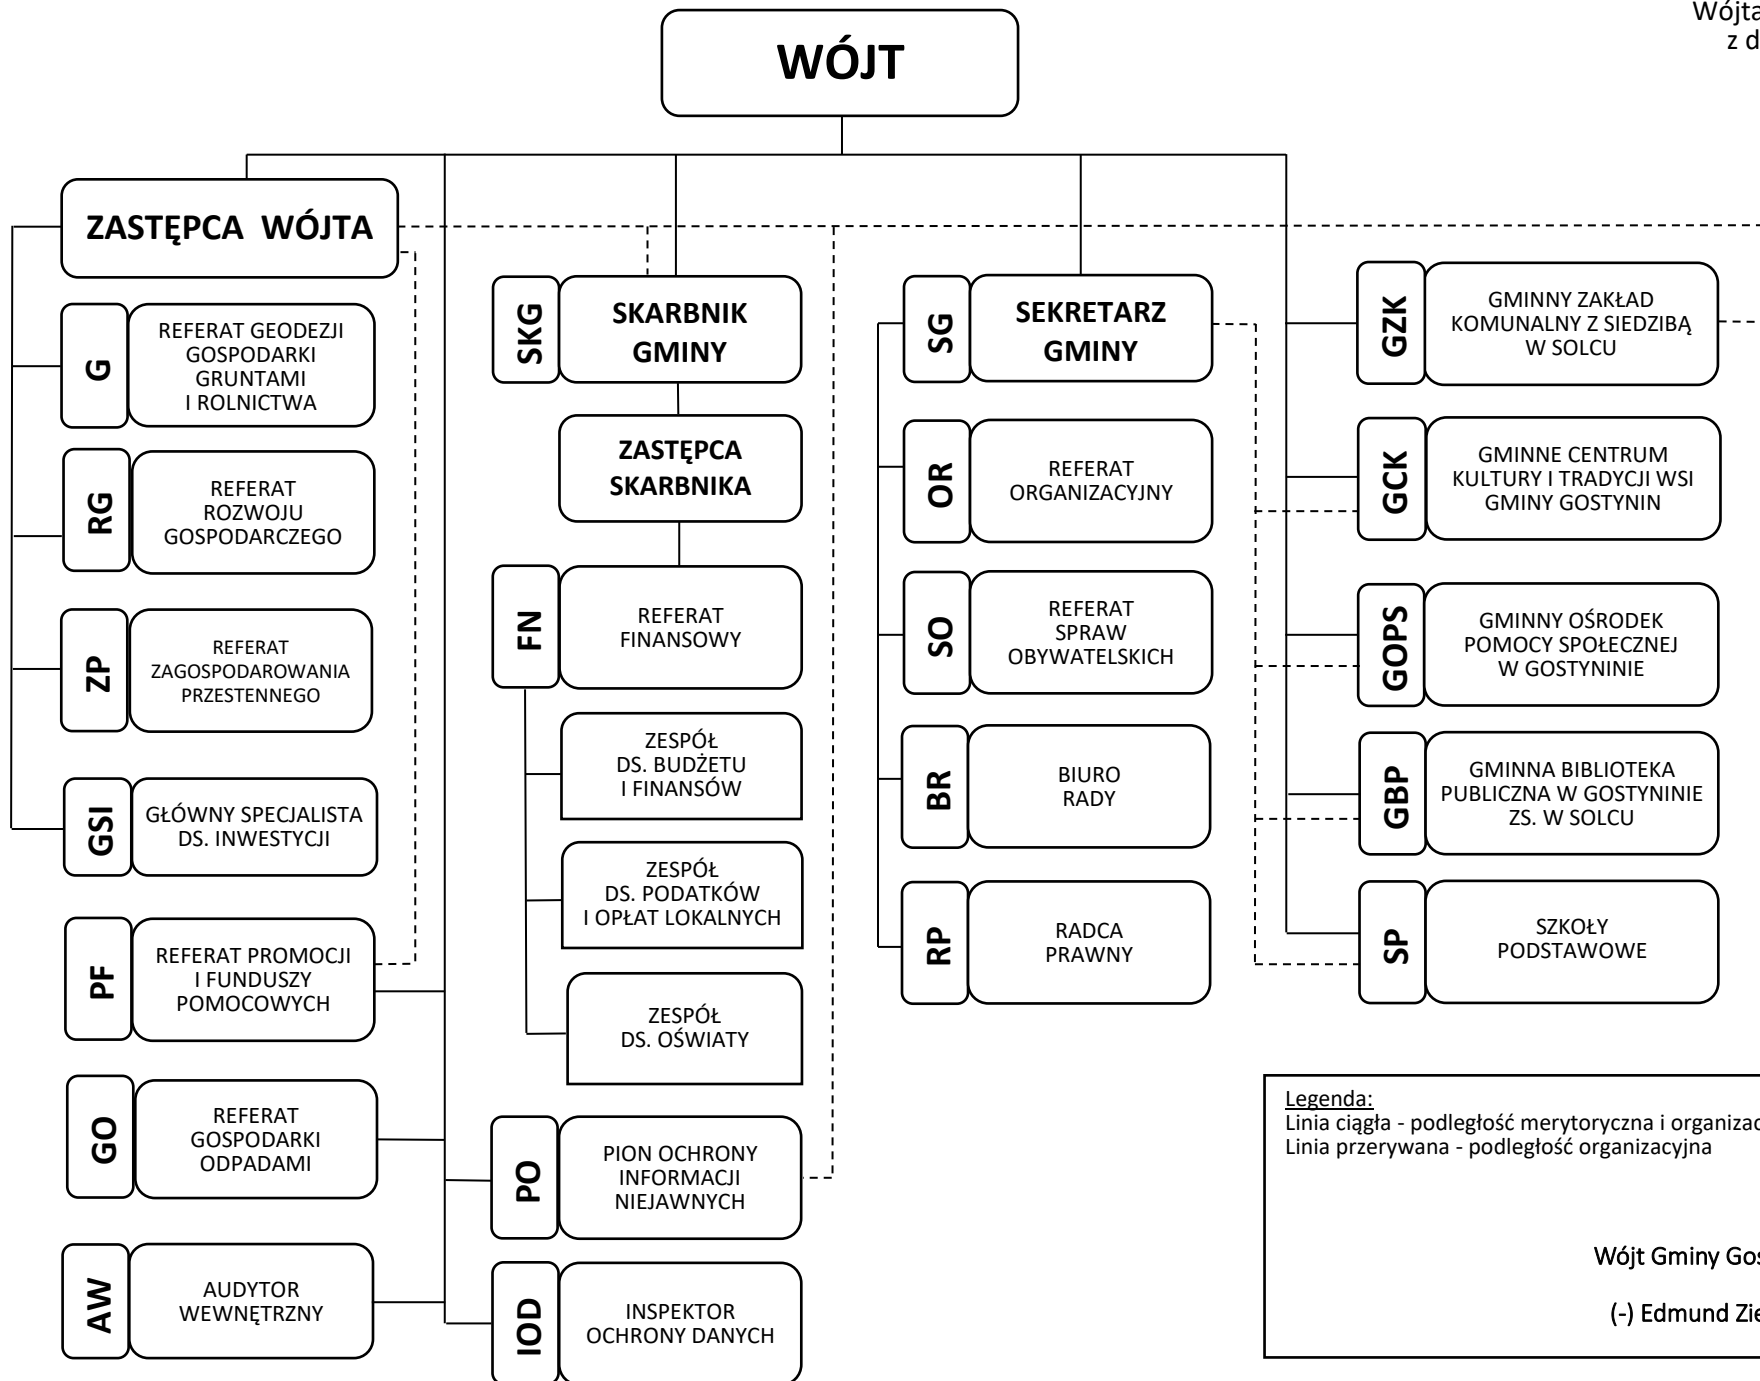 Wójta
z d
WÓJT
ZASTĘPCA WÓJTA
G
REFERAT GEODEZJI
GOSPODARKI
GRUNTAMI
I ROLNICTWA
RG
REFERAT
ROZWOJU
GOSPODARCZEGO
ZP
REFERAT
ZAGOSPODAROWANIA
PRZESTENNEGO
GSI
GŁÓWNY SPECJALISTA
DS. INWESTYCJI
PF
REFERAT PROMOCJI
I FUNDUSZY
POMOCOWYCH
GO
REFERAT
GOSPODARKI
ODPADAMI
AW
AUDYTOR
WEWNĘTRZNY
SKG
SKARBNIK
GMINY
ZASTĘPCA
SKARBNIKA
FN
REFERAT
FINANSOWY
ZESPÓŁ
DS. BUDŻETU
I FINANSÓW
ZESPÓŁ
DS. PODATKÓW
I OPŁAT LOKALNYCH
ZESPÓŁ
DS. OŚWIATY
PO
PION OCHRONY
INFORMACJI
NIEJAWNYCH
IOD
INSPEKTOR
OCHRONY DANYCH
SG
SEKRETARZ
GMINY
OR
REFERAT
ORGANIZACYJNY
SO
REFERAT
SPRAW
OBYWATELSKICH
BR
BIURO
RADY
RP
RADCA
PRAWNY
GZK
GMINNY ZAKŁAD
KOMUNALNY Z SIEDZIBĄ
W SOLCU
GCK
GMINNE CENTRUM
KULTURY I TRADYCJI WSI
GMINY GOSTYNIN
GOPS
GMINNY OŚRODEK
POMOCY SPOŁECZNEJ
W GOSTYNINIE
GBP
GMINNA BIBLIOTEKA
PUBLICZNA W GOSTYNINIE
ZS. W SOLCU
SP
SZKOŁY
PODSTAWOWE
Legenda:
Linia ciągła - podległość merytoryczna i organizac
Linia przerywana - podległość organizacyjna
Wójt Gminy Gos
(-) Edmund Zie